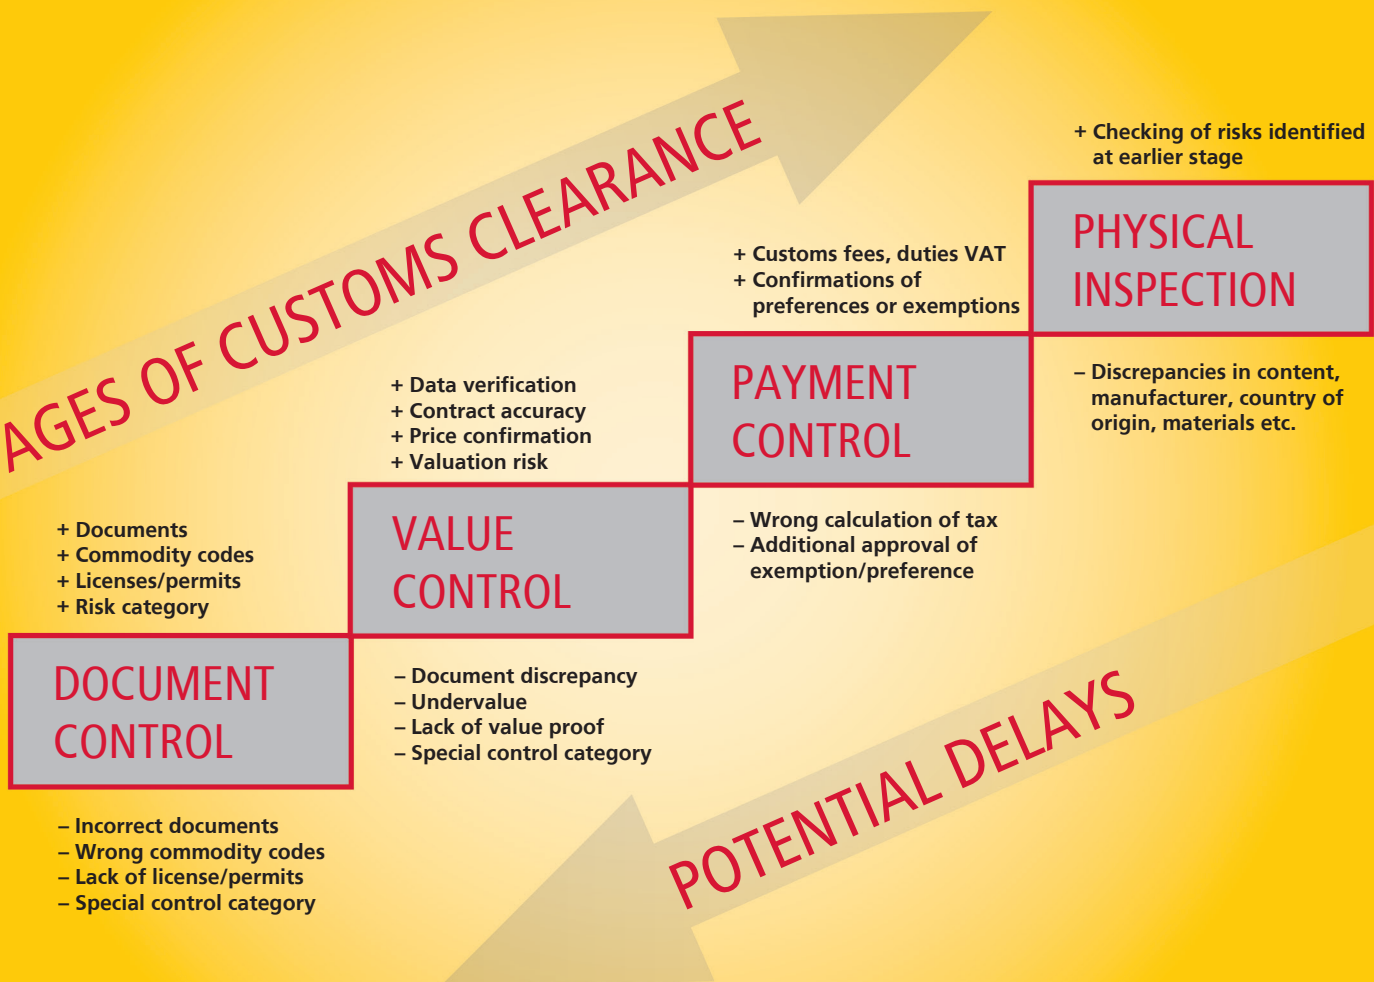 AGES OF CUSTOMS CLEARANCE
+ Documents
+ Commodity codes
+ Licenses/permits
+ Risk category
DOCUMENT
CONTROL
– Incorrect documents
– Wrong commodity codes
– Lack of license/permits
– Special control category
+ Data verification
+ Contract accuracy
+ Price confirmation
+ Valuation risk
VALUE
CONTROL
– Document discrepancy
– Undervalue
– Lack of value proof
– Special control category
+ Customs fees, duties VAT
+ Confirmations of
preferences or exemptions
PAYMENT
CONTROL
– Wrong calculation of tax
– Additional approval of
exemption/preference
+ Checking of risks identified
at earlier stage
PHYSICAL
INSPECTION
– Discrepancies in content,
manufacturer, country of
origin, materials etc.
POTENTIAL DELAYS